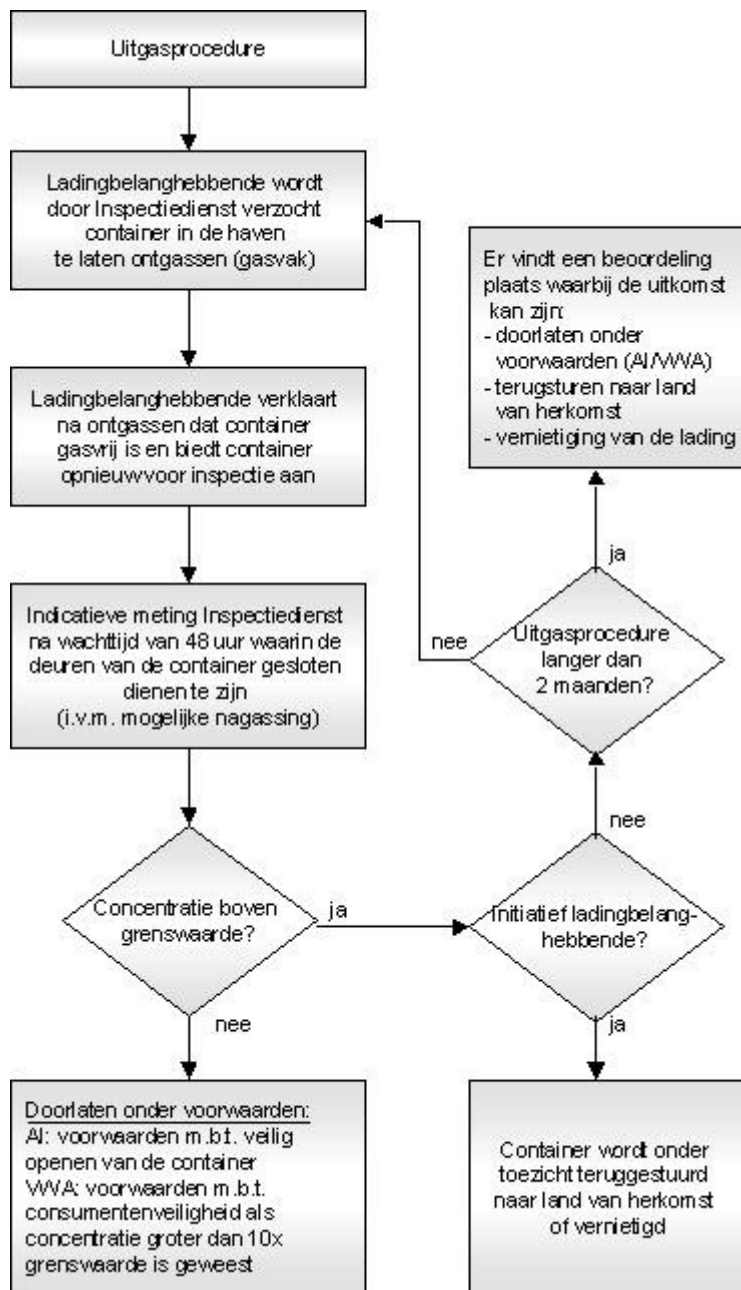 Uitgasprocedure
Ladingbelanghebbende wordt
door Inspectiedienst verzocht
container in de haven
te laten ontgassen (gasvak)
Ladingbelanghebbende verklaart
na ontgassen dat container
gasvrij is en biedt container
opnieuw voor inspectie aan
Indicatieve meting Inspectiedienst
na wachttijd van 48 uur waarin de
deuren van de container gesloten
dienen te zijn
(i.v.m. mogelijke nagassing)
Concentratie boven
grenswaarde?
ja
nee
Doorlaten onder voorwaarden:
AI: voorwaarden m.b.t. veilig
openen van de container
VWA: voorwaarden m.b.t.
consumentenveiligheid als
concentratie groter dan 10x
grenswaarde is geweest
Initiatief ladingbelang-
hebbende?
nee
ja
Container wordt onder
toezicht teruggestuurd
naar land van herkomst
of vernietigd
Uitgasprocedure
langer dan
2 maanden?
nee
ja
Er vindt een beoordeling
plaats waarbij de uitkomst
kan zijn:
- doorlaten onder
voorwaarden (AI/VWA)
- terugsturen naar land
van herkomst
- vernietiging van de lading